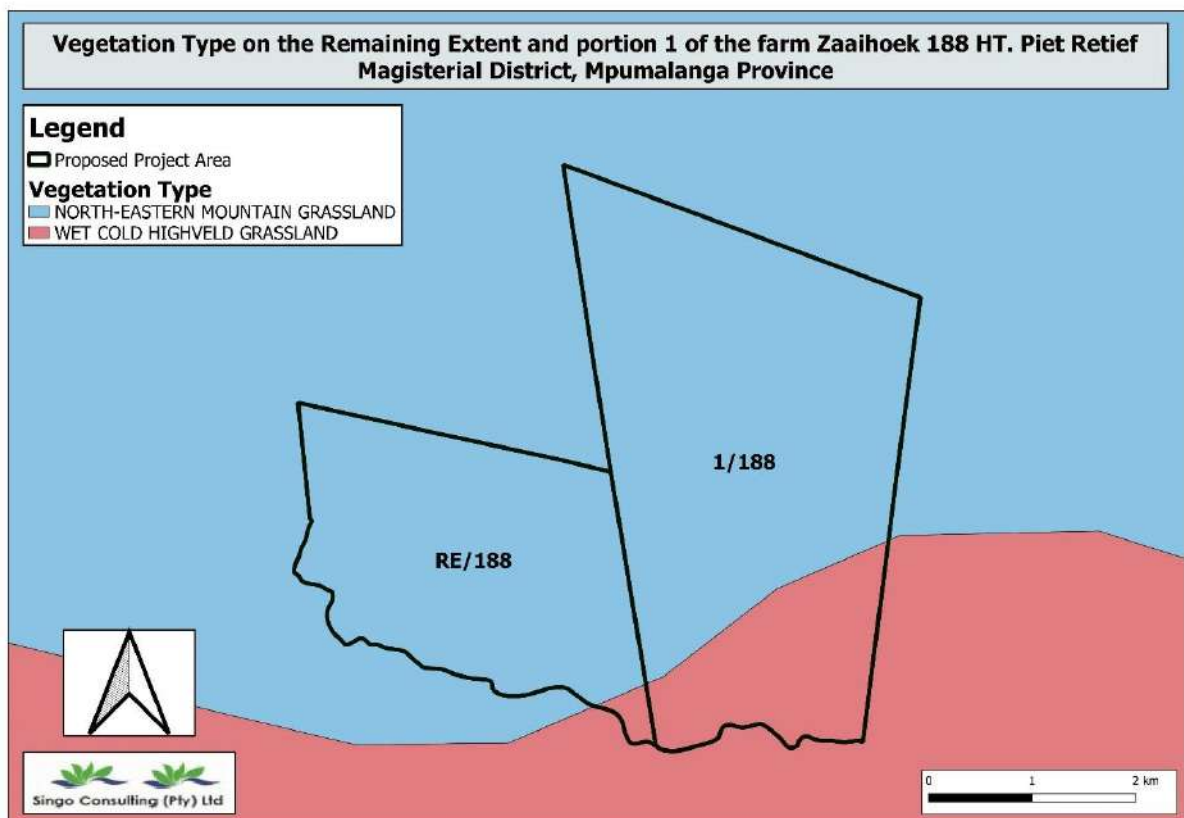 Vegetation Type on the Remaining Extent and portion 1 of the farm Zaaihoek 188 HT. Piet Retief
Magisterial District, Mpumalanga Province
Legend
Proposed Project Area
Vegetation Type
NORTH-EASTERN MOUNTAIN GRASSLAND
WET COLD HIGHVELD GRASSLAND
1/188
RE/188
Singo Consulting (Pty) Ltd
0 1 2 km